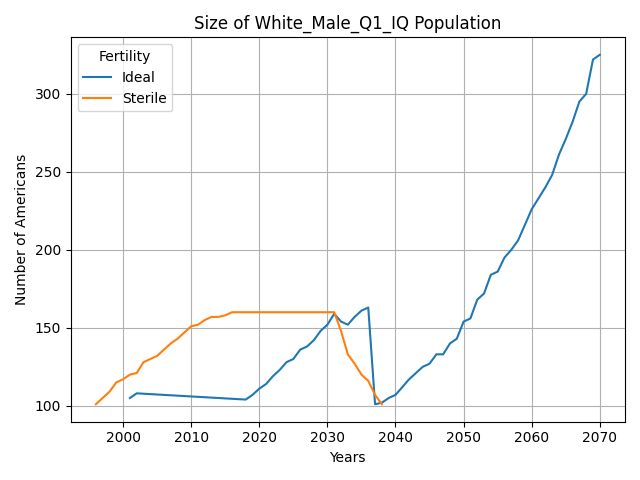 Size of White_Male_Q1_IQ Population
Fertility
Ideal
Sterile
Number of Americans
300
250
200
150
100
2000
2010
2020
2030
2040
2050
2060
2070
Years